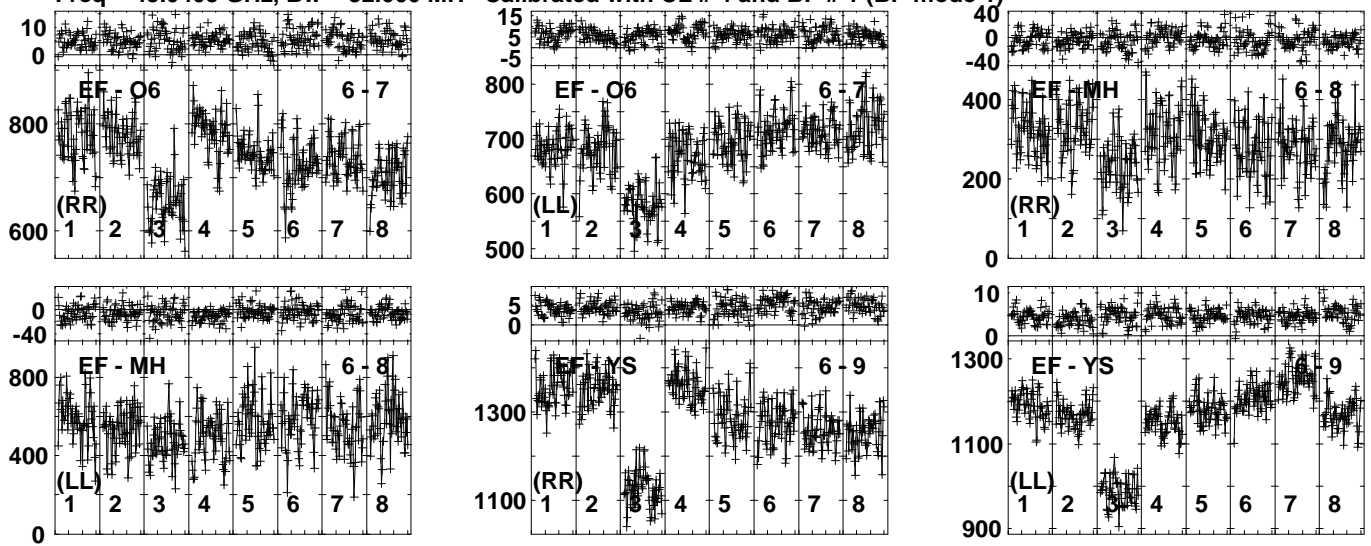 Freq = GHz, Bw = MH Calibrated with CL # and BP # (BP mode
10
0
800
600
EF - O6
6 - 7
(RR)
1 2 3 4 5 6 7 8
15
5
-5
800
700
600
500
EF - O6
6 - 7
(LL)
1 2 3 4 5 6 7 8
40
0
-40
400
200
0
EF - MH
6 - 8
(RR)
1 2 3 4 5 6 7 8
0
-40
800
400
0
EF - MH
6 - 8
(LL)
1 2 3 4 5 6 7 8
5
0
1300
1100
EF - YS
6 - 9
(RR)
1 2 3 4 5 6 7 8
10
0
1300
1100
900
EF - YS
6 - 9
(LL)
1 2 3 4 5 6 7 8